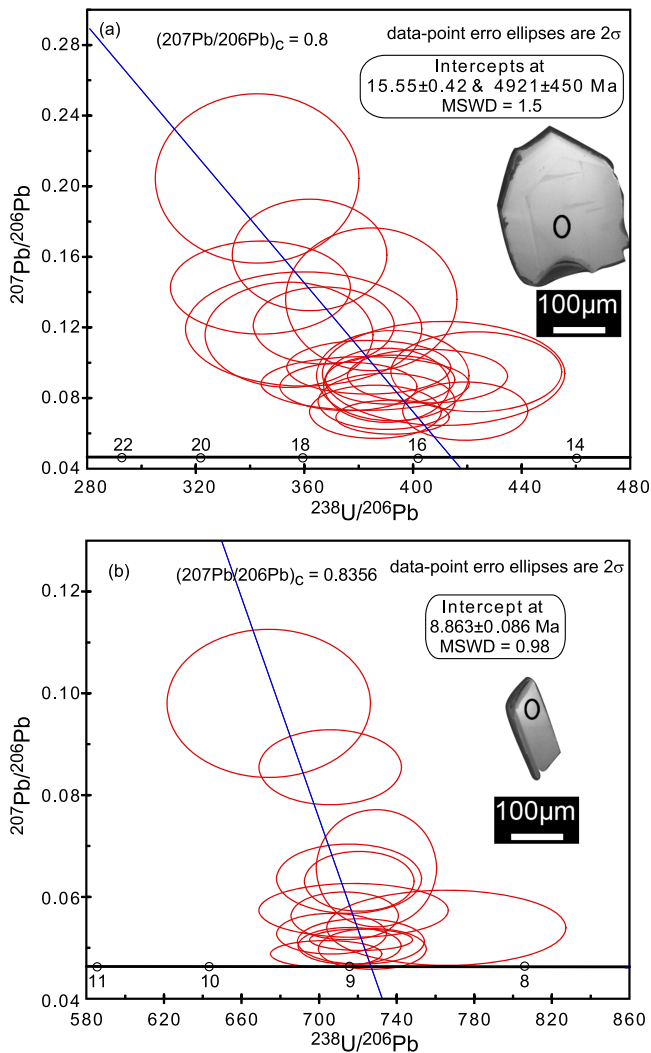 (a)
(207Pb/206Pb)c = 0.8
data-point erro ellipses are 2σ
Intercepts at
15.55±0.42 & 4921±450 Ma
MSWD = 1.5
100µm
0.28
0.24
0.20
0.16
0.12
0.08
0.04
207Pb/206Pb
22
20
18
16
14
280
320
360
400
440
480
238U/206Pb
(b)
(207Pb/206Pb)c = 0.8356
data-point erro ellipses are 2σ
Intercept at
8.863±0.086 Ma
MSWD = 0.98
100µm
0.12
0.10
0.08
0.06
0.04
207Pb/206Pb
11
10
9
8
580
620
660
700
740
780
820
860
238U/206Pb